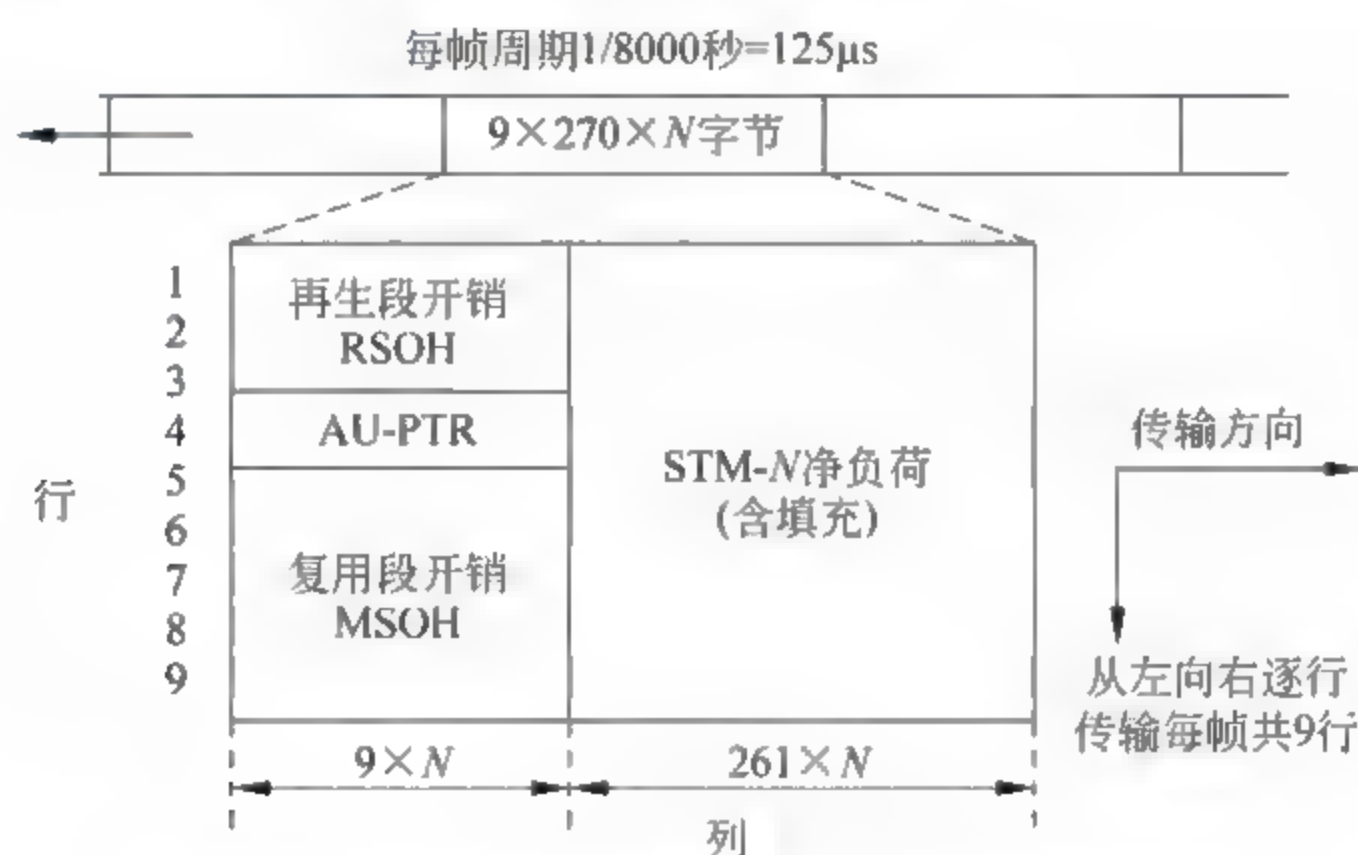 每帧周期1/8000秒=125μs
9×270×N字节
1
2
3
4
5
6
7
8
9
行
再生段开销
RSOH
AU-PTR
复用段开销
MSOH
STM-N净负荷
(含填充)
传输方向
从左向右逐行
传输每帧共9行
9×N
261×N
列